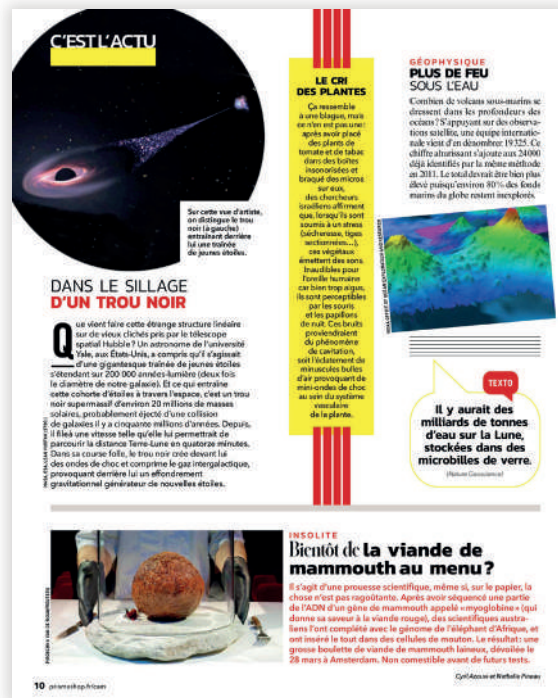 C'EST L'ACTU
Sur cette vue d'artiste,
on distingue le trou
noir (à gauche)
entraînant derrière
lui une traînée
de jeunes étoiles.
DANS LE SILLAGE
D'UN TROU NOIR
Que vient faire cette étrange structure linéaire
sur de vieux clichés pris par le télescope
spatial Hubble ? Un astronome de l'université
Yale, aux États-Unis, a compris qu'il s'agissait
d'une gigantesque traînée de jeunes étoiles
s'étendant sur 200 000 années-lumière (deux fois
le diamètre de notre galaxie). Et ce qui entraîne
cette cohorte d'étoiles à travers l'espace, c'est un trou
noir supermassif d'environ 20 millions de masses
solaires, probablement éjecté d'une collision
de galaxies il y a cinquante millions d'années. Depuis,
il file à une vitesse telle qu'elle lui permettrait de
parcourir la distance Terre-Lune en quatorze minutes.
Dans sa course folle, le trou noir crée devant lui
des ondes de choc et comprime le gaz intergalactique,
provoquant derrière lui un effondrement
gravitationnel générateur de nouvelles étoiles.
LE CRI
DES PLANTES
Ça ressemble
à une blague, mais
ce n'en est pas une :
après avoir placé
des plants de
tomate et de tabac
dans des boîtes
insonorisées et
braqué des micros
sur eux,
des chercheurs
israéliens affirment
que, lorsqu'ils sont
soumis à un stress
(sécheresse, tiges
sectionnées…),
ces végétaux
émettent des sons.
Inaudibles pour
l'oreille humaine
car bien trop aigus,
ils sont perceptibles
par les souris
et les papillons
de nuit. Ces bruits
proviendraient
du phénomène
de cavitation,
soit l'éclatement de
minuscules bulles
d'air provoquant de
mini-ondes de choc
au sein du système
vasculaire
de la plante.
GÉOPHYSIQUE
PLUS DE FEU
SOUS L'EAU
Combien de volcans sous-marins se
dressent dans les profondeurs des
océans ? S'appuyant sur des observa-
tions satellite, une équipe internatio-
nale vient d'en dénombrer 19 325. Ce
chiffre ahurissant s'ajoute aux 24 000
déjà identifiés par la même méthode
en 2011. Le total devrait être bien plus
élevé puisqu'environ 80 % des fonds
marins du globe restent inexplorés.
TEXTO
Il y aurait des
milliards de tonnes
d'eau sur la Lune,
stockées dans des
microbilles de verre.
(Nature Geoscience)
INSOLITE
Bientôt de la viande de
mammouth au menu ?
Il s'agit d'une prouesse scientifique, même si, sur le papier, la
chose n'est pas ragoûtante. Après avoir séquencé une partie
de l'ADN d'un gène de mammouth appelé « myoglobine » (qui
donne sa saveur à la viande rouge), des scientifiques austra-
liens l'ont complété avec le génome de l'éléphant d'Afrique, et
ont inséré le tout dans des cellules de mouton. Le résultat : une
grosse boulette de viande de mammouth laineux, dévoilée le
28 mars à Amsterdam. Non comestible avant de futurs tests.
Cyril Azouvi et Nathalie Pineau
10 prismashop.fr/cam